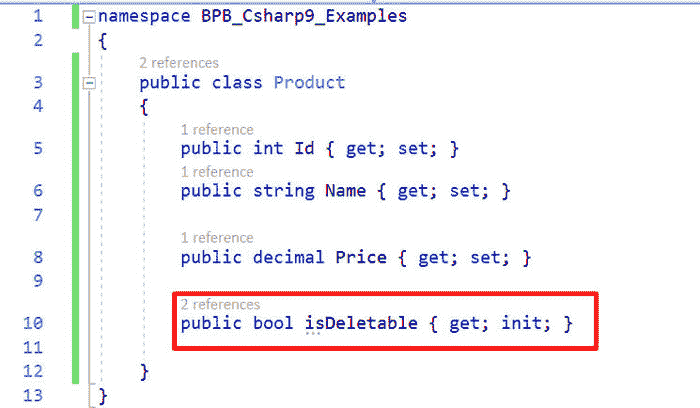 1 namespace BPB_Csharp9_Examples
2 {
2 references
3 public class Product
4 {
1 reference
5 public int Id { get; set; }
1 reference
6 public string Name { get; set; }
7
1 reference
8 public decimal Price { get; set; }
9
2 references
10 public bool isDeletable { get; init; }
11
12 }
13 }